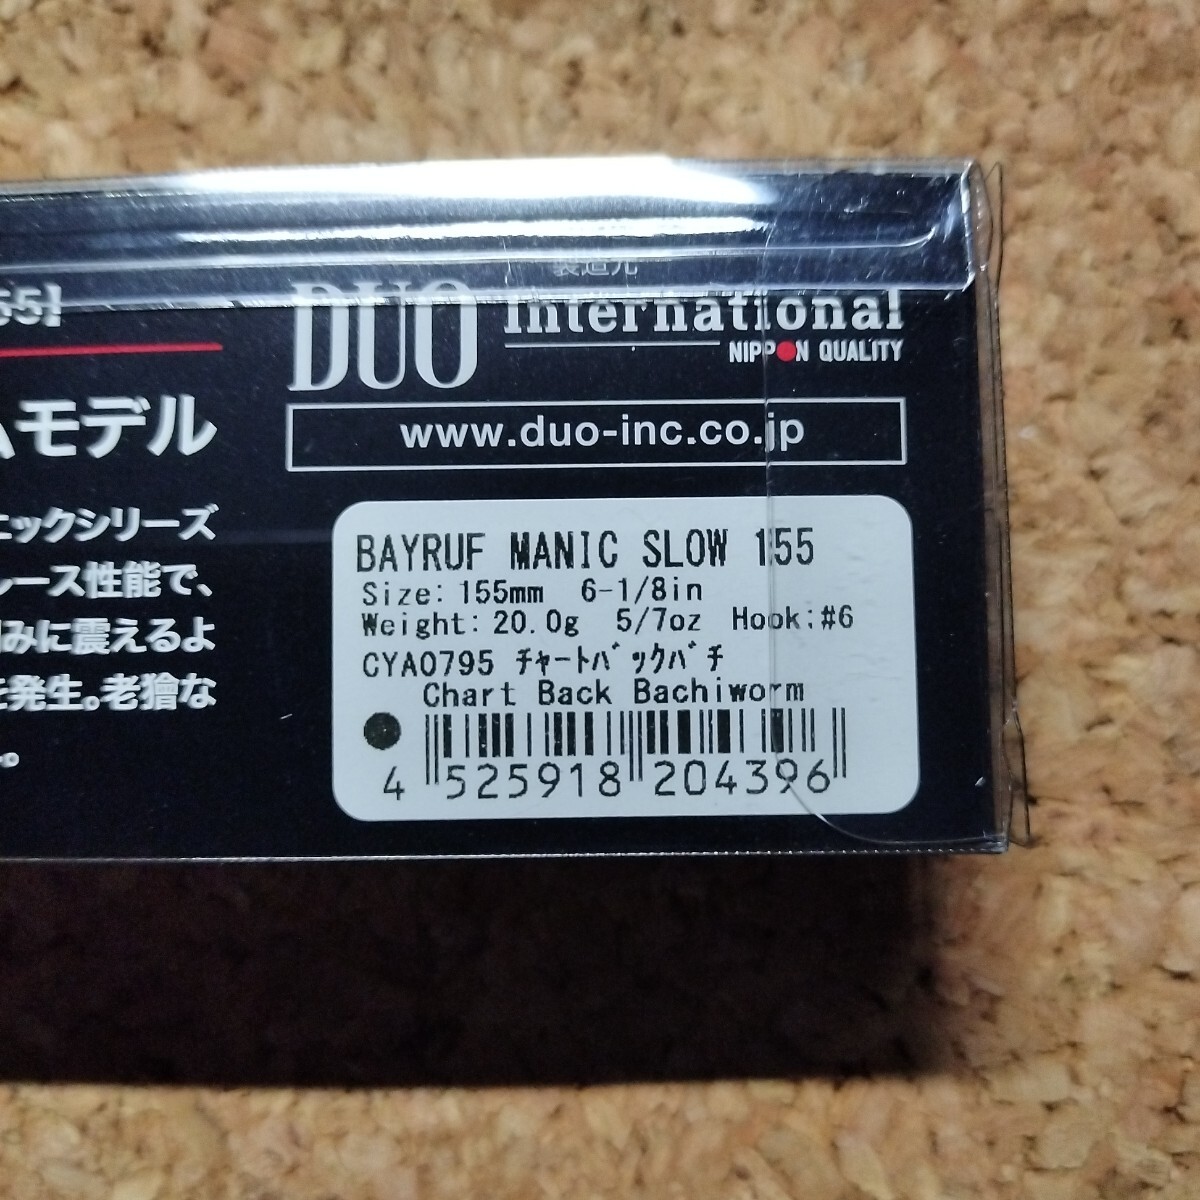 55】
ムモデル
ニックシリーズ
レース性能で、
みに震えるよ
を発生。老獪な
製造元
DUO International
NIPPON QUALITY
www.duo-inc.co.jp
BAYRUF MANIC SLOW 155
Size: 155mm 6-1/8in
Weight: 20.0g 5/7oz Hook:#6
CYA0795 ﾁｬｰﾄﾊﾞｯｸﾊﾞﾁ
Chart Back Bachiworm
4 525918 204396